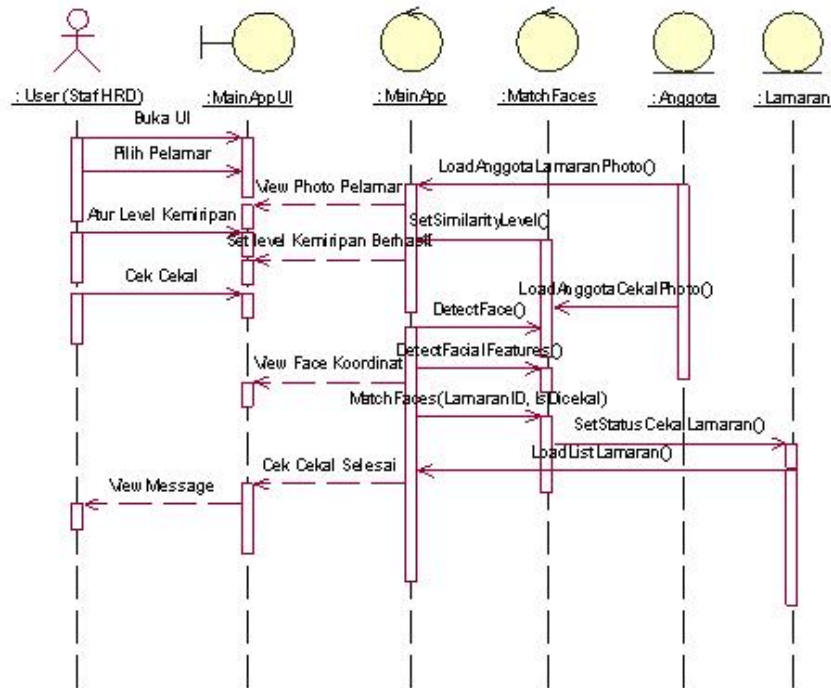 : User (Staf HRD)
: MainAppUI
: MainApp
: MatchFaces
: Anggota
: Lamaran
Buka UI
Pilih Pelamar
LoadAnggotaLamaranPhoto()
View Photo Pelamar
Atur Level Kemiripan
SetSimilarityLevel()
Set level Kemiripan Berhasil
Cek Cekal
LoadAnggotaCekalPhoto()
DetectFace()
DetectFacialFeatures()
View Face Koordinat
MatchFaces(LamaranID, IsDicekal)
SetStatusCekalLamaran()
LoadListLamaran()
Cek Cekal Selesai
View Message